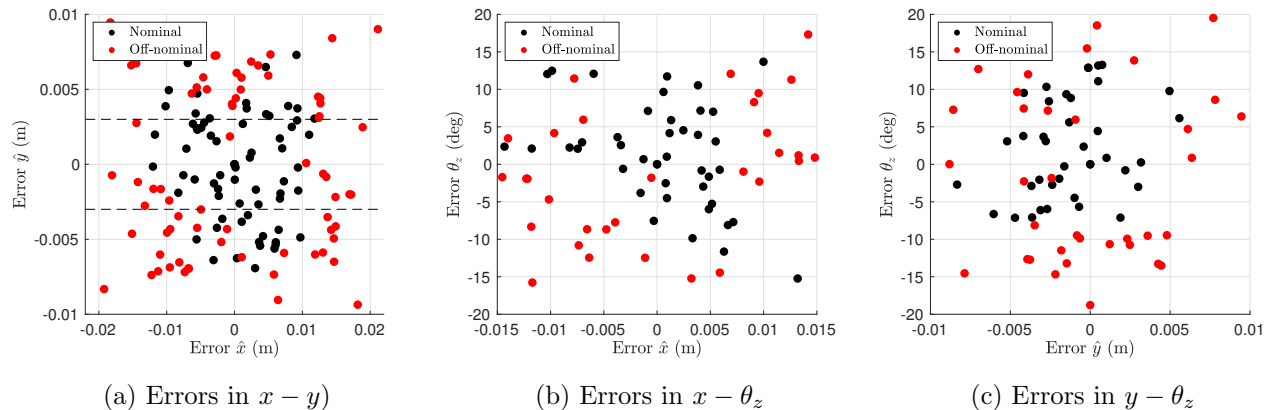 Nominal
Off-nominal
0.01
0.005
0
-0.005
-0.01
Error ŷ (m)
-0.02
-0.01
0
0.01
0.02
Error x̂ (m)
(a) Errors in x − y)
Nominal
Off-nominal
20
15
10
5
0
-5
-10
-15
-20
Error θz (deg)
-0.015
-0.01
-0.005
0
0.005
0.01
0.015
Error x̂ (m)
(b) Errors in x − θz
Nominal
Off-nominal
20
15
10
5
0
-5
-10
-15
-20
Error θz (deg)
-0.01
-0.005
0
0.005
0.01
Error ŷ (m)
(c) Errors in y − θz